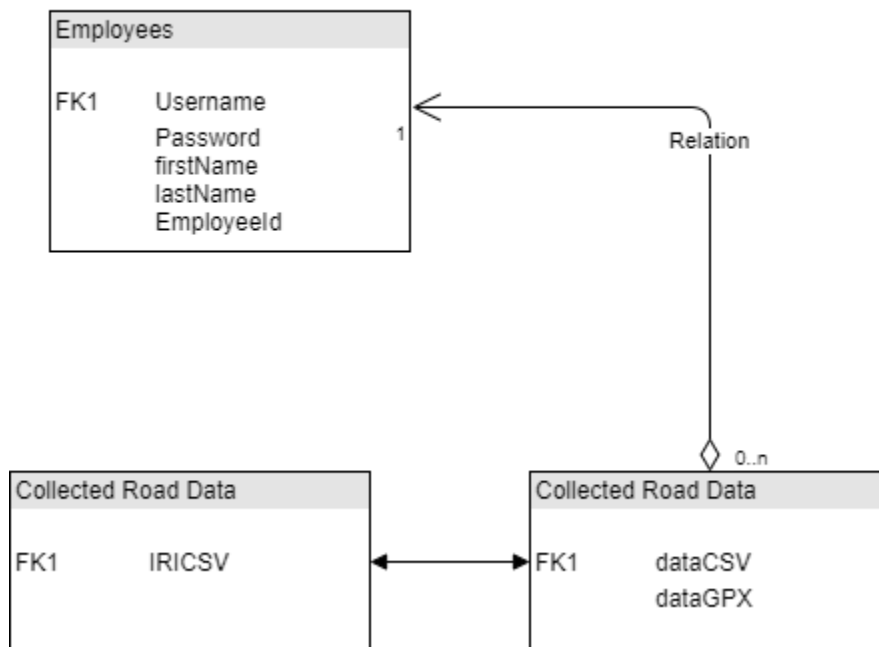 Employees
FK1 Username
Password 1
firstName
lastName
EmployeeId
Relation
0..n
Collected Road Data
FK1 IRICSV
Collected Road Data
FK1 dataCSV
dataGPX